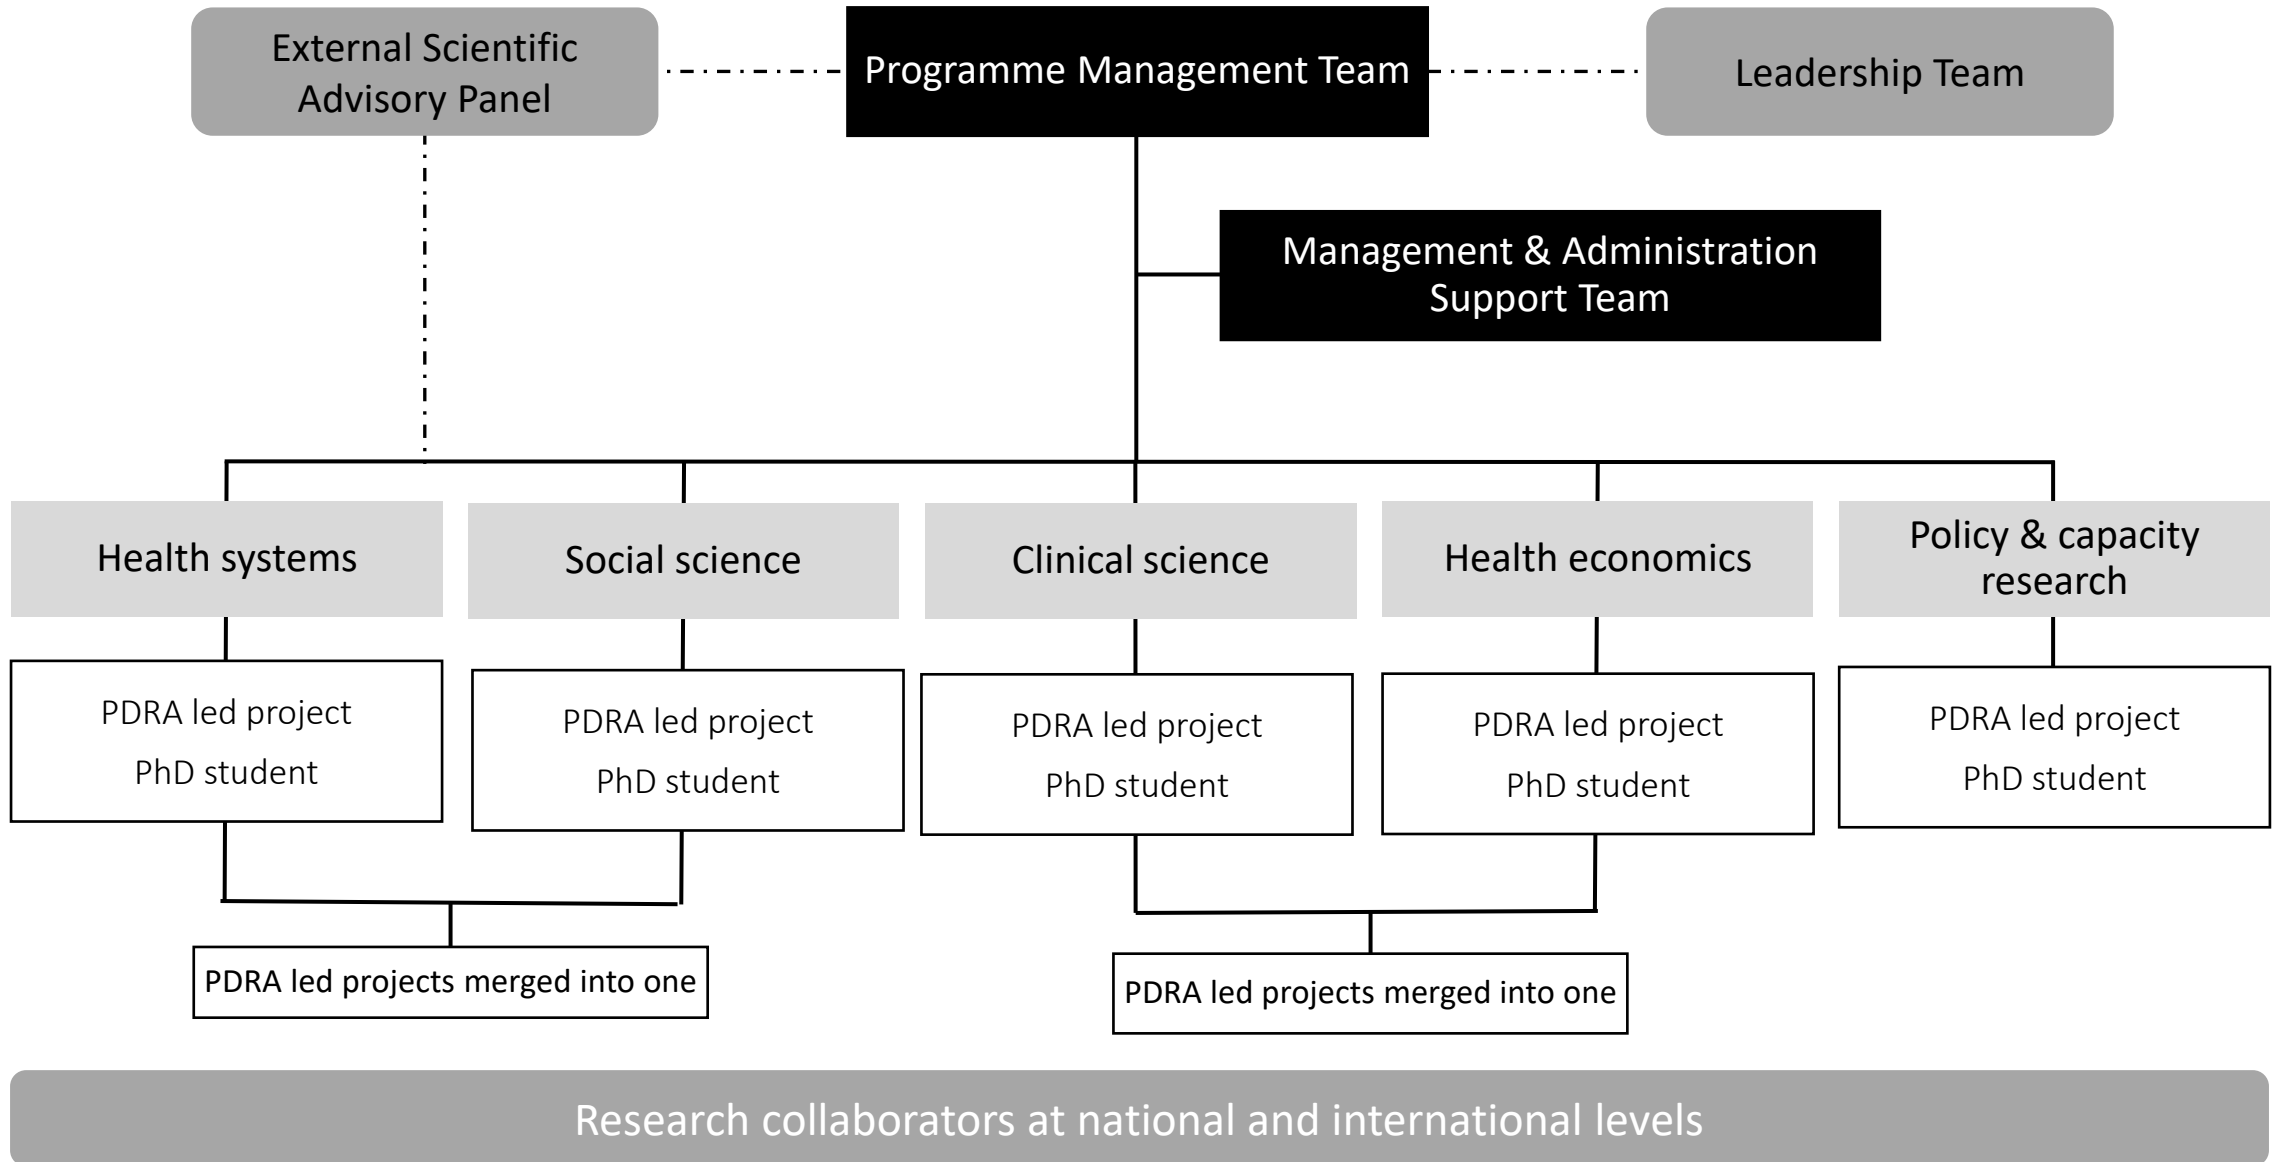 External Scientific
Advisory Panel
Programme Management Team
Leadership Team
Management & Administration
Support Team
Health systems
Social science
Clinical science
Health economics
Policy & capacity
research
PDRA led project
PhD student
PDRA led project
PhD student
PDRA led project
PhD student
PDRA led project
PhD student
PDRA led project
PhD student
PDRA led projects merged into one
PDRA led projects merged into one
Research collaborators at national and international levels